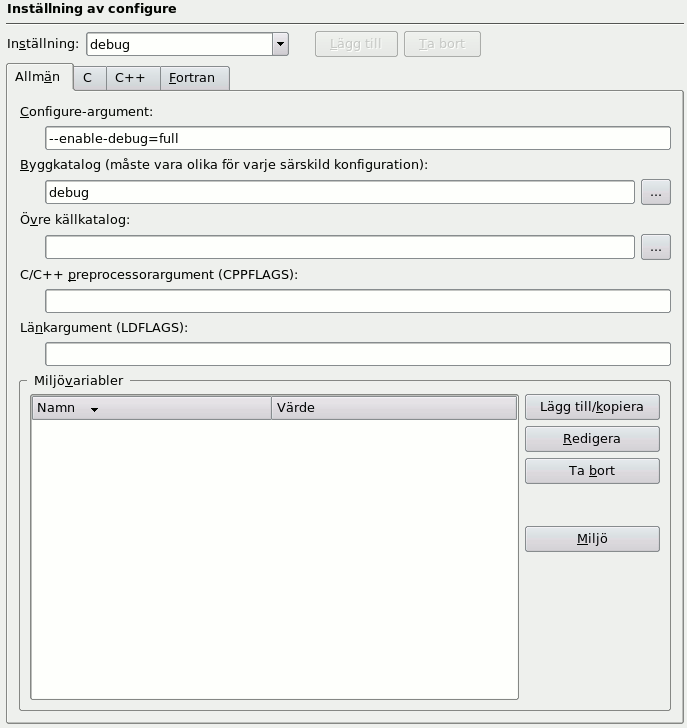 Inställning av configure
Inställning: debug Lägg till Ta bort
Allmän C C++ Fortran
Configure-argument:
--enable-debug=full
Byggkatalog (måste vara olika för varje särskild konfiguration):
debug ...
Övre källkatalog:
...
C/C++ preprocessorargument (CPPFLAGS):
Länkargument (LDFLAGS):
Miljövariabler
Namn Värde Lägg till/kopiera
Redigera
Ta bort
Miljö